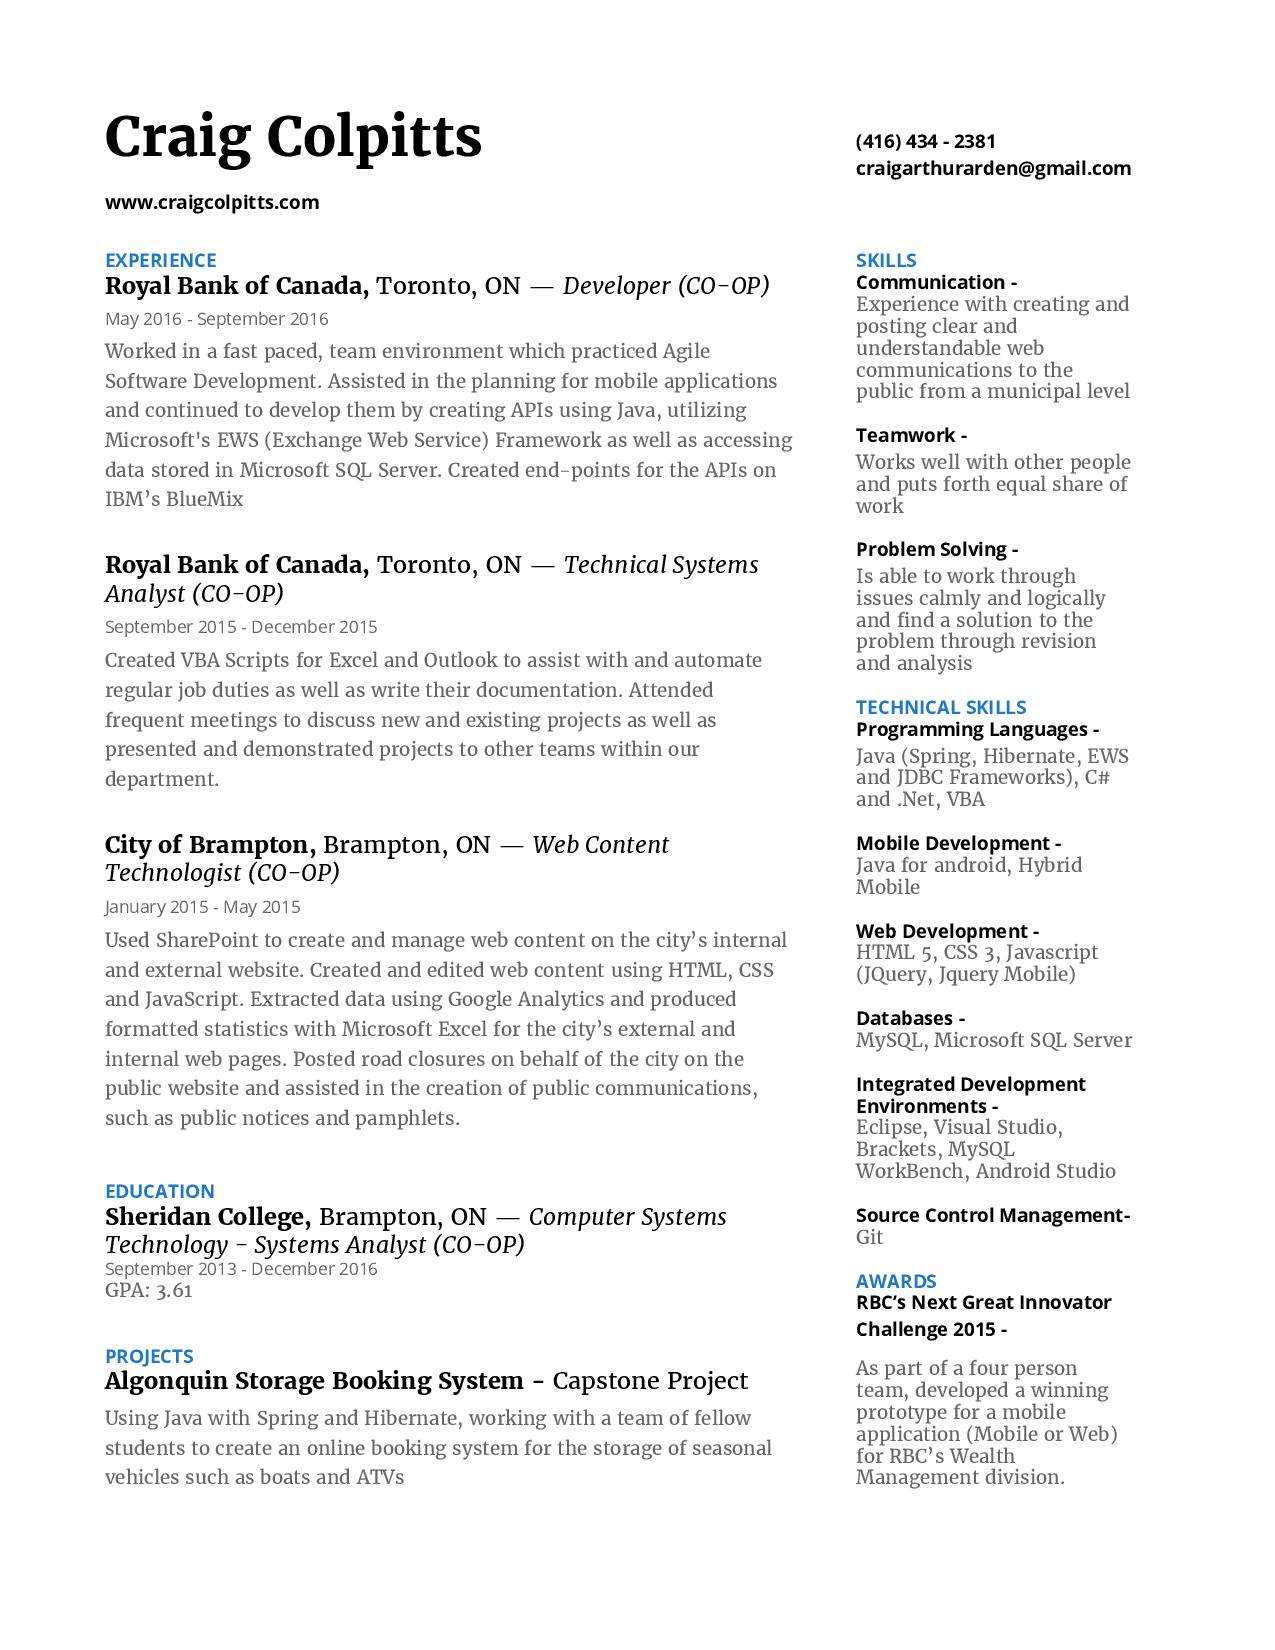 Craig Colpitts
www.craigcolpitts.com
(416) 434 - 2381
craigarthurarden@gmail.com
EXPERIENCE
Royal Bank of Canada, Toronto, ON — Developer (CO-OP)
May 2016 - September 2016
Worked in a fast paced, team environment which practiced Agile
Software Development. Assisted in the planning for mobile applications
and continued to develop them by creating APIs using Java, utilizing
Microsoft's EWS (Exchange Web Service) Framework as well as accessing
data stored in Microsoft SQL Server. Created end-points for the APIs on
IBM’s BlueMix
Royal Bank of Canada, Toronto, ON — Technical Systems
Analyst (CO-OP)
September 2015 - December 2015
Created VBA Scripts for Excel and Outlook to assist with and automate
regular job duties as well as write their documentation. Attended
frequent meetings to discuss new and existing projects as well as
presented and demonstrated projects to other teams within our
department.
City of Brampton, Brampton, ON — Web Content
Technologist (CO-OP)
January 2015 - May 2015
Used SharePoint to create and manage web content on the city’s internal
and external website. Created and edited web content using HTML, CSS
and JavaScript. Extracted data using Google Analytics and produced
formatted statistics with Microsoft Excel for the city’s external and
internal web pages. Posted road closures on behalf of the city on the
public website and assisted in the creation of public communications,
such as public notices and pamphlets.
EDUCATION
Sheridan College, Brampton, ON — Computer Systems
Technology - Systems Analyst (CO-OP)
September 2013 - December 2016
GPA: 3.61
PROJECTS
Algonquin Storage Booking System - Capstone Project
Using Java with Spring and Hibernate, working with a team of fellow
students to create an online booking system for the storage of seasonal
vehicles such as boats and ATVs
SKILLS
Communication -
Experience with creating and
posting clear and
understandable web
communications to the
public from a municipal level
Teamwork -
Works well with other people
and puts forth equal share of
work
Problem Solving -
Is able to work through
issues calmly and logically
and find a solution to the
problem through revision
and analysis
TECHNICAL SKILLS
Programming Languages -
Java (Spring, Hibernate, EWS
and JDBC Frameworks), C#
and .Net, VBA
Mobile Development -
Java for android, Hybrid
Mobile
Web Development -
HTML 5, CSS 3, Javascript
(JQuery, Jquery Mobile)
Databases -
MySQL, Microsoft SQL Server
Integrated Development
Environments -
Eclipse, Visual Studio,
Brackets, MySQL
WorkBench, Android Studio
Source Control Management-
Git
AWARDS
RBC’s Next Great Innovator
Challenge 2015 -
As part of a four person
team, developed a winning
prototype for a mobile
application (Mobile or Web)
for RBC’s Wealth
Management division.